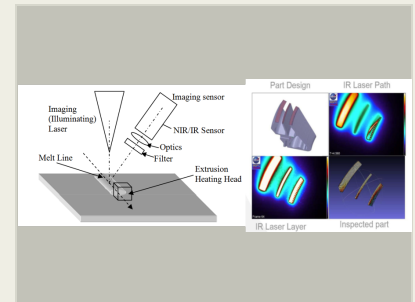 Imaging sensor
Imaging
(Illuminating)
Laser
NIR/IR Sensor
Optics
Filter
Melt Line
Extrusion
Heating Head
Part Design
IR Laser Path
IR Laser Layer
Inspected part